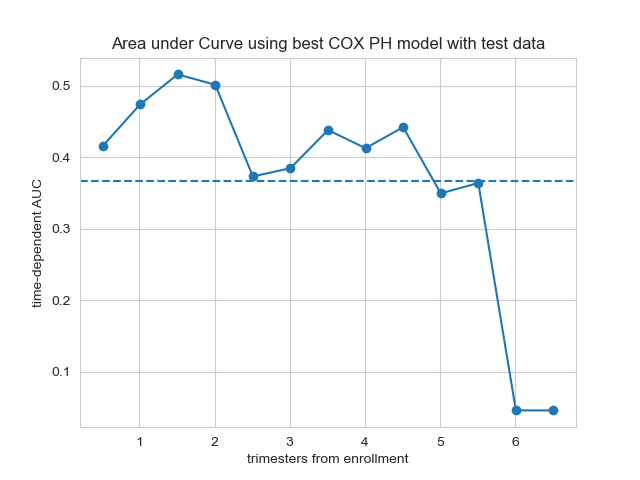 Area under Curve using best COX PH model with test data
0.5
0.4
0.3
0.2
0.1
time-dependent AUC
1 2 3 4 5 6
trimesters from enrollment